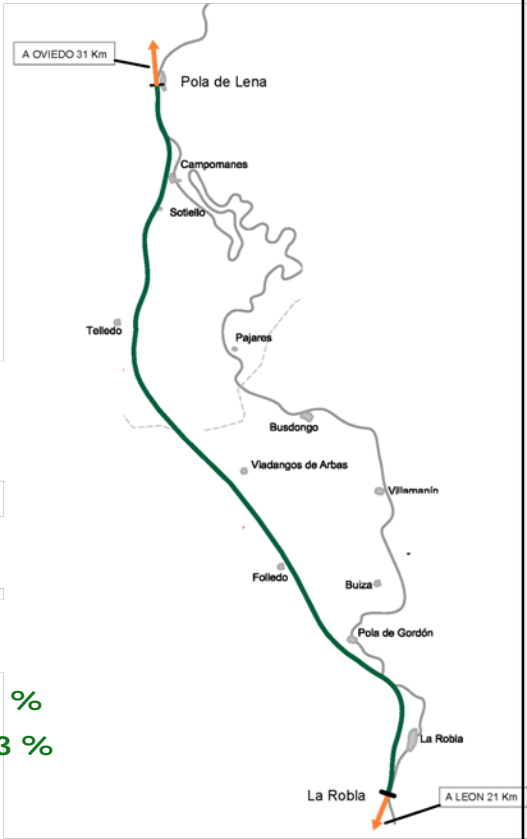 A OVIEDO 31 Km
Pola de Lena
Campomanes
Sotiello
Telledo
Pajares
Busdongo
Viadangos de Arbas
Villamanín
Folledo
Buiza
Pola de Gordón
%
3 %
La Robla
La Robla
A LEON 21 Km